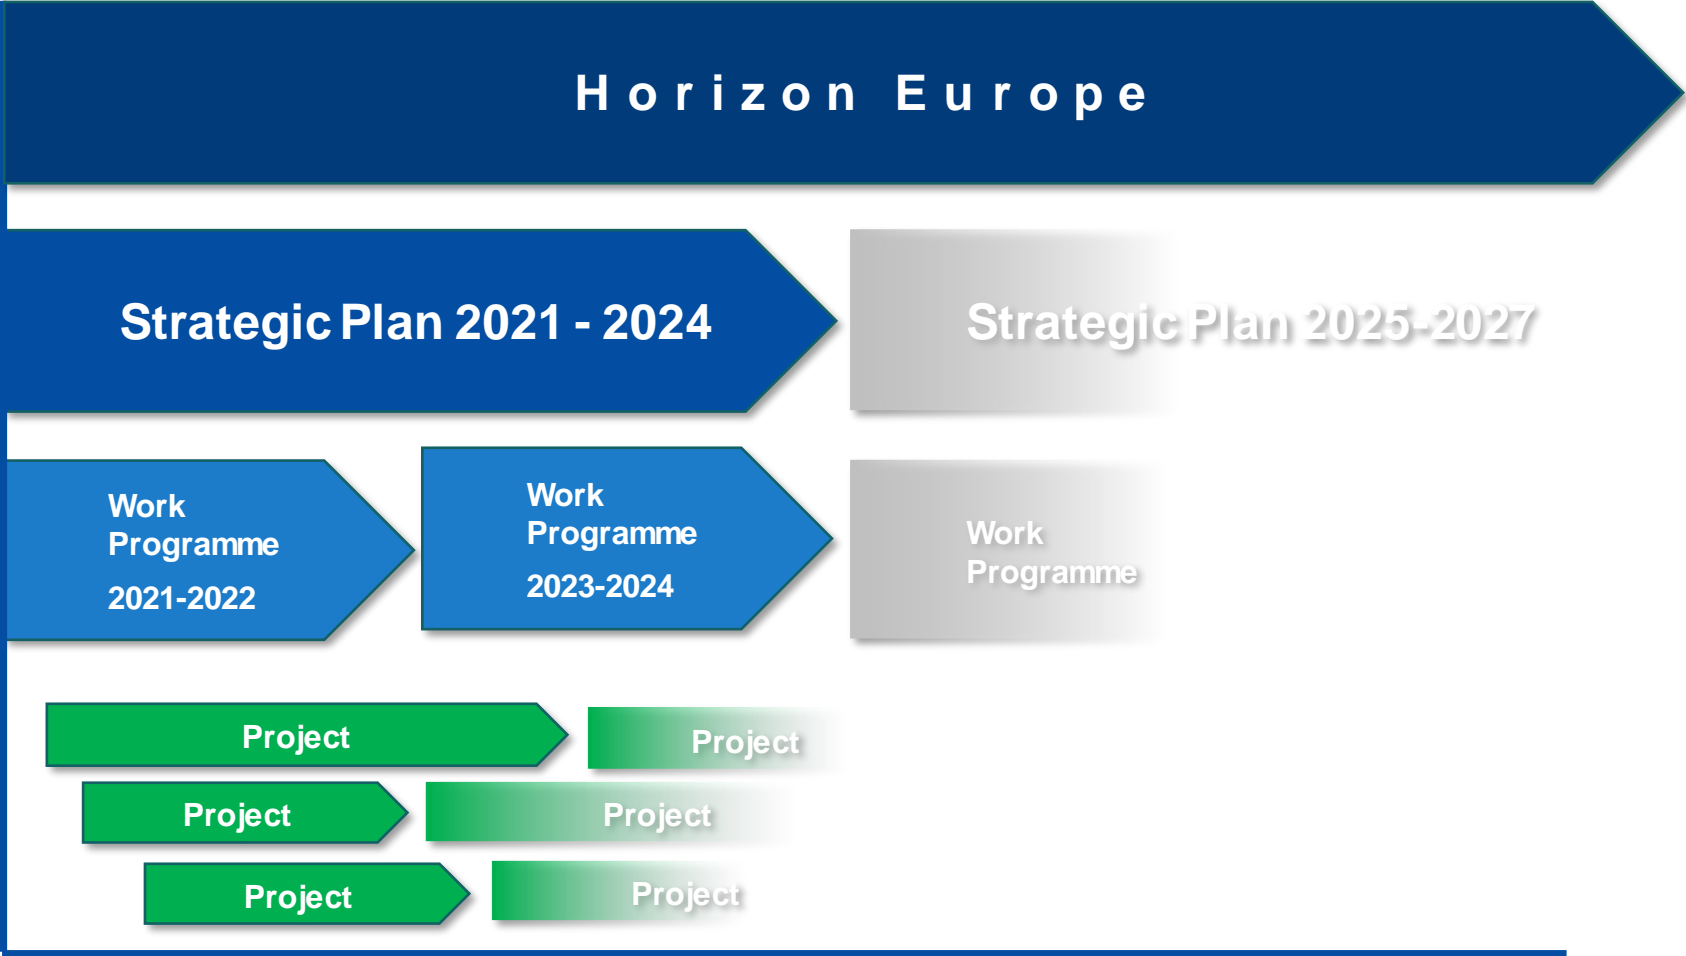 Horizon Europe
Strategic Plan 2021 - 2024
Strategic Plan 2025-2027
Work
Programme
2021-2022
Work
Programme
2023-2024
Work
Programme
Project
Project
Project
Project
Project
Project